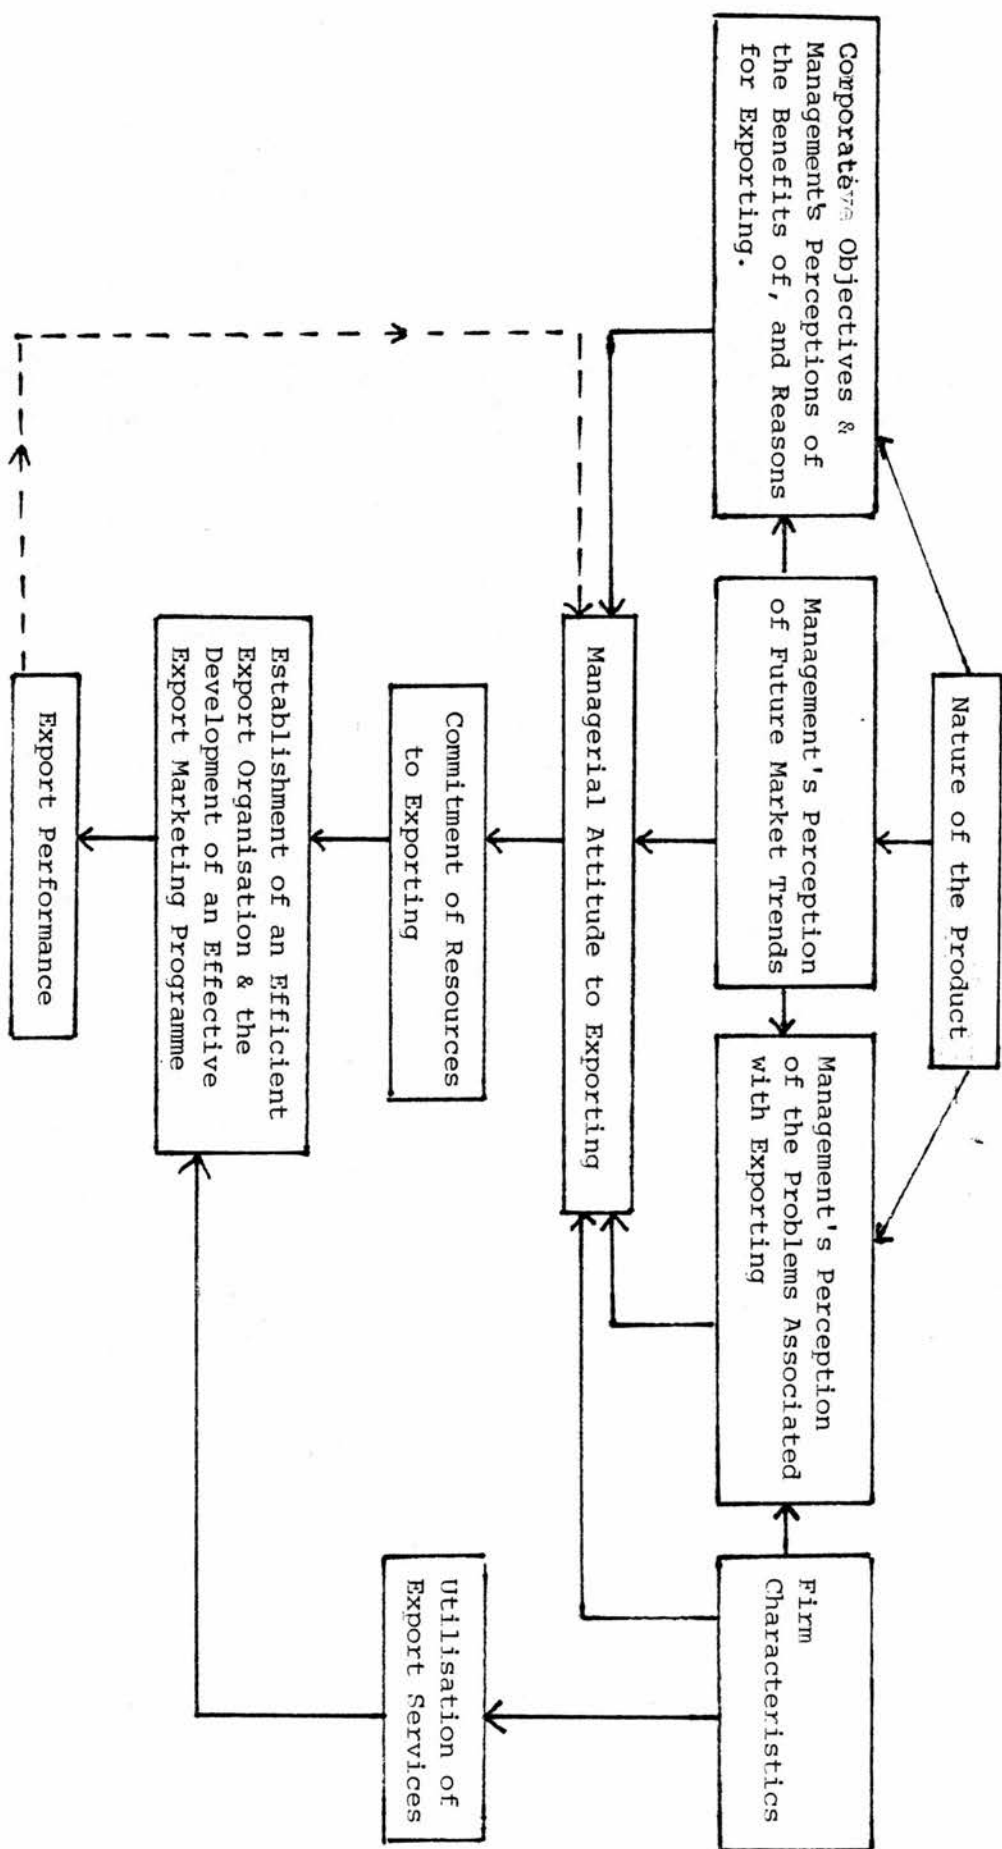 Nature of the Product
Corporateve Objectives &
Management's Perceptions of
the Benefits of, and Reasons
for Exporting.
Management's Perception
of Future Market Trends
Management's Perception
of the Problems Associated
with Exporting
Firm
Characteristics
Managerial Attitude to Exporting
Commitment of Resources
to Exporting
Utilisation of
Export Services
Establishment of an Efficient
Export Organisation & the
Development of an Effective
Export Marketing Programme
Export Performance